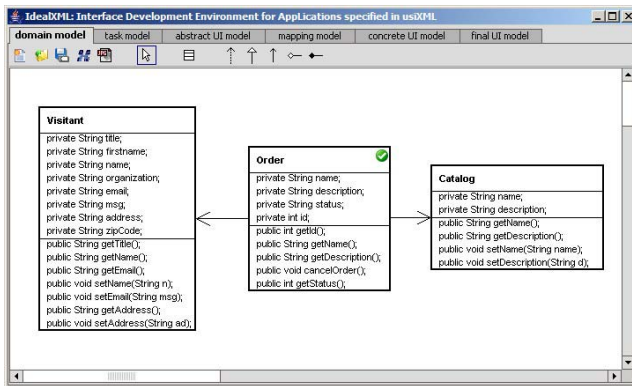 IdealXML: Interface Development Environment for AppLications specified in usiXML
domain model task model abstract UI model mapping model concrete UI model final UI model
Visitant
private String title;
private String firstname;
private String name;
private String organization;
private String email;
private String msg;
private String address;
private String zipCode;
public String getTitle();
public String getName();
public String getEmail();
public void setName(String n);
public void setEmail(String msg);
public String getAddress();
public void setAddress(String ad);
Order
private String name;
private String description;
private String status;
private int id;
public int getId();
public String getName();
public String getDescription();
public void cancelOrder();
public int getStatus();
Catalog
private String name;
private String description;
public String getName();
public String getDescription();
public void setName(String name);
public void setDescription(String d);